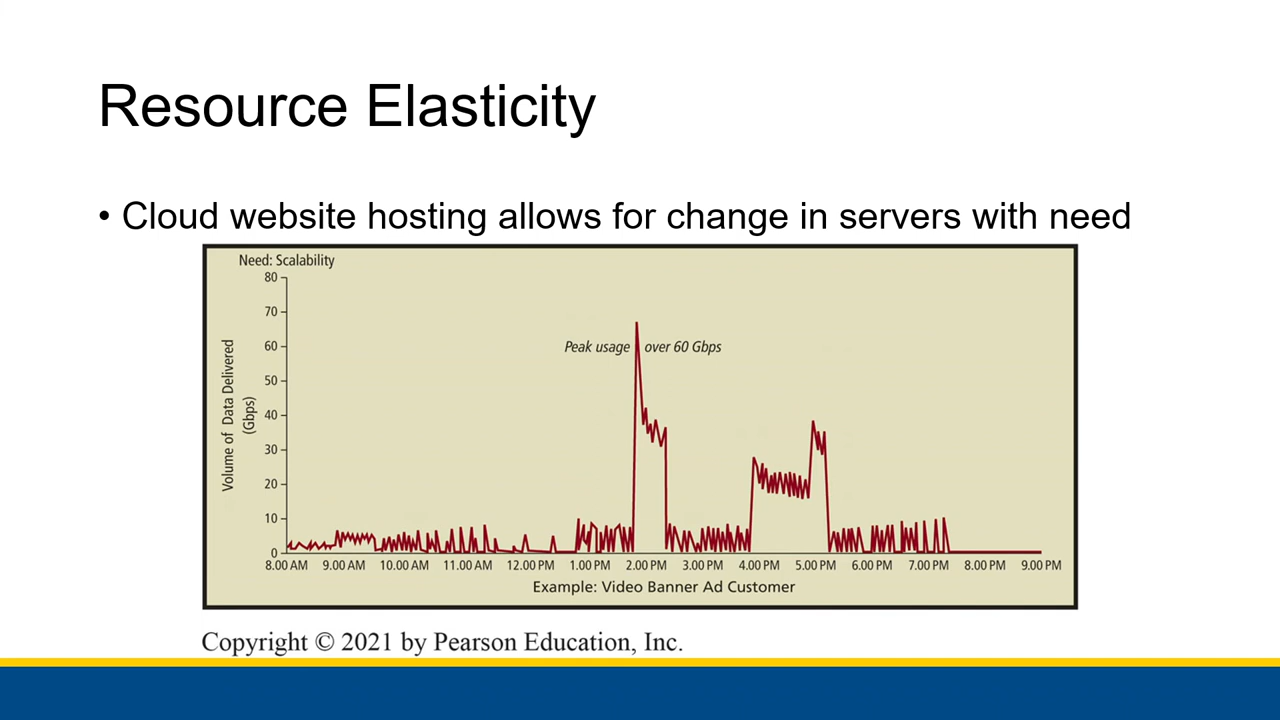 Resource Elasticity
• Cloud website hosting allows for change in servers with need
Need: Scalability
80
70
60
50
40
30
20
10
0
Volume of Data Delivered
(Gbps)
Peak usage over 60 Gbps
8.00 AM 9.00 AM 10.00 AM 11.00 AM 12.00 PM 1.00 PM 2.00 PM 3.00 PM 4.00 PM 5.00 PM 6.00 PM 7.00 PM 8.00 PM 9.00 PM
Example: Video Banner Ad Customer
Copyright © 2021 by Pearson Education, Inc.